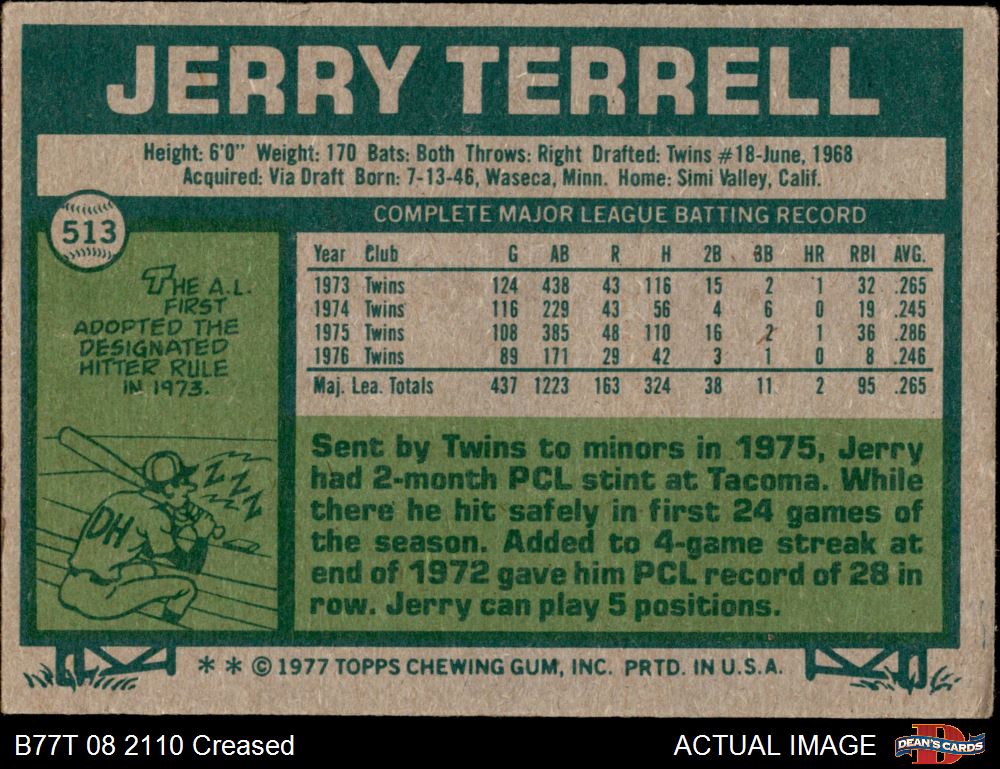 JERRY TERRELL
Height: 6'0" Weight: 170 Bats: Both Throws: Right Drafted: Twins #18-June, 1968
Acquired: Via Draft Born: 7-13-46, Waseca, Minn. Home: Simi Valley, Calif.
513
COMPLETE MAJOR LEAGUE BATTING RECORD
Year Club G AB R H 2B 3B HR RBI AVG.
1973 Twins 124 438 43 116 15 2 1 32 .265
1974 Twins 116 229 43 56 4 6 0 19 .245
1975 Twins 108 385 48 110 16 2 1 36 .286
1976 Twins 89 171 29 42 3 1 0 8 .246
Maj. Lea. Totals 437 1223 163 324 38 11 2 95 .265
THE A.L.
FIRST
ADOPTED THE
DESIGNATED
HITTER RULE
IN 1973.
ZZZZ
DH
Sent by Twins to minors in 1975, Jerry
had 2-month PCL stint at Tacoma. While
there he hit safely in first 24 games of
the season. Added to 4-game streak at
end of 1972 gave him PCL record of 28 in
row. Jerry can play 5 positions.
* * © 1977 TOPPS CHEWING GUM, INC. PRTD. IN U.S.A.
B77T 08 2110 Creased
ACTUAL IMAGE
D
DEAN'S CARDS